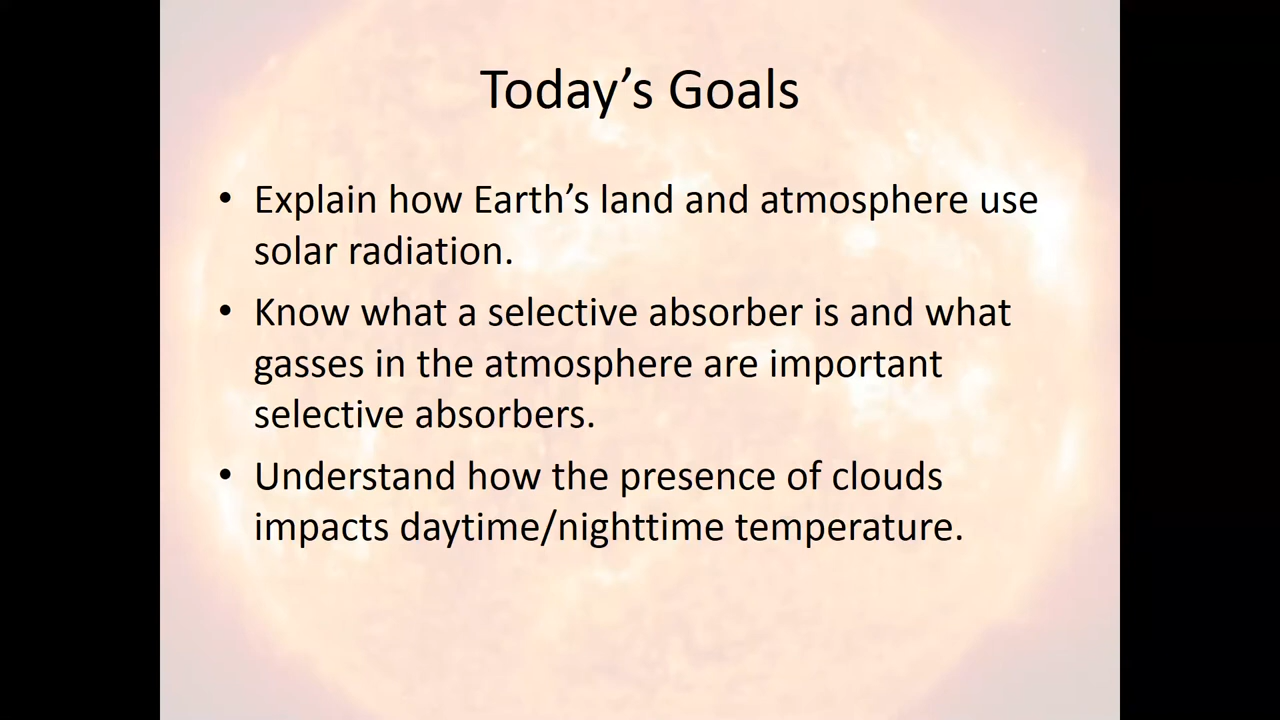 Today’s Goals
• Explain how Earth’s land and atmosphere use
solar radiation.
• Know what a selective absorber is and what
gasses in the atmosphere are important
selective absorbers.
• Understand how the presence of clouds
impacts daytime/nighttime temperature.